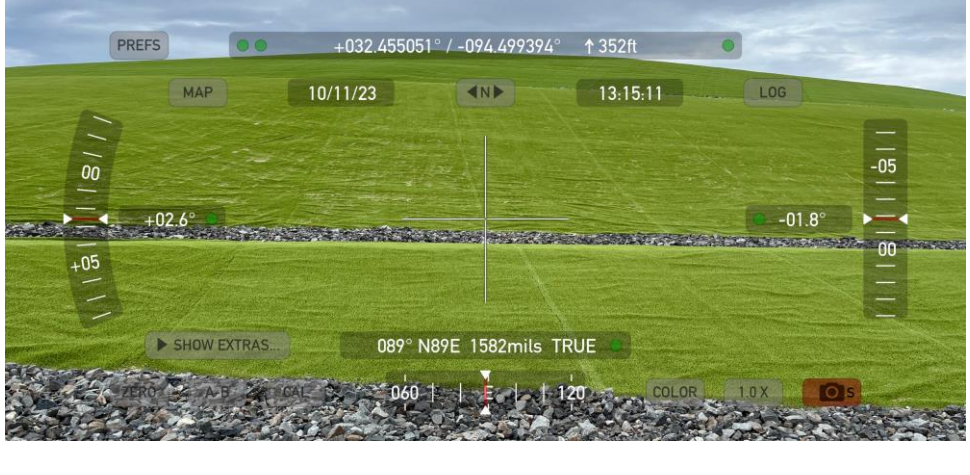 PREFS +032.455051° / -094.499394° ↑ 352ft
MAP 10/11/23 ◀N▶ 13:15:11 LOG
00 -05
+02.6° -01.8°
+05 00
▶ SHOW EXTRAS... 089° N89E 1582mils TRUE
ZERO A-B CAL 060 E 120 COLOR 1.0 X S